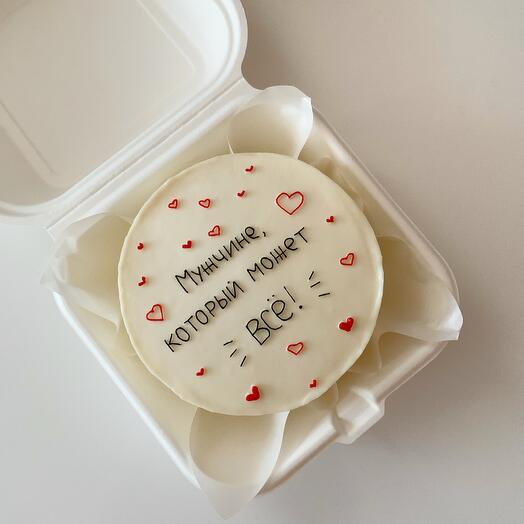 Мужчине,
который может
ВСЁ!